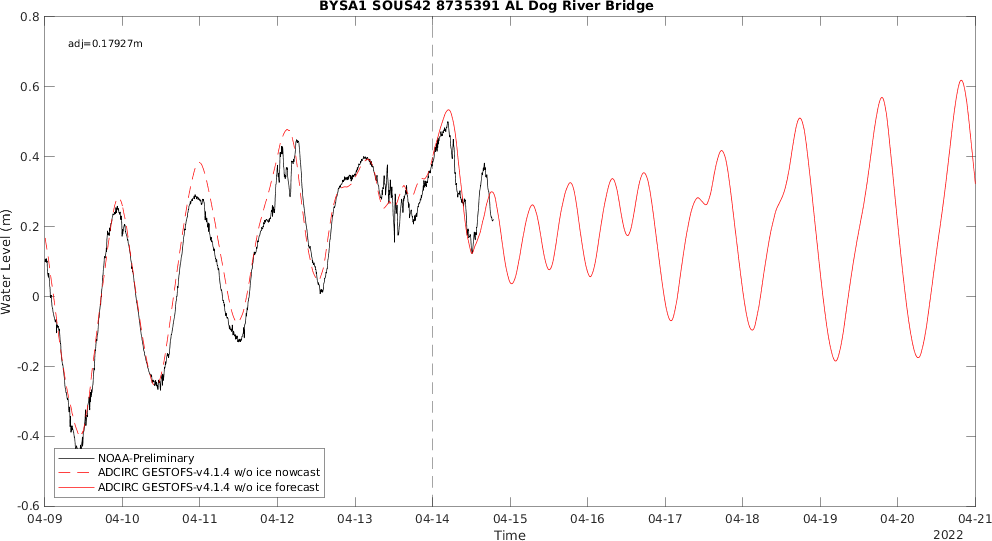 BYSA1 SOUS42 8735391 AL Dog River Bridge
adj=0.17927m
0.8
0.6
0.4
0.2
0
-0.2
-0.4
-0.6
Water Level (m)
NOAA-Preliminary
ADCIRC GESTOFS-v4.1.4 w/o ice nowcast
ADCIRC GESTOFS-v4.1.4 w/o ice forecast
04-09 04-10 04-11 04-12 04-13 04-14 04-15 04-16 04-17 04-18 04-19 04-20 04-21
Time
2022